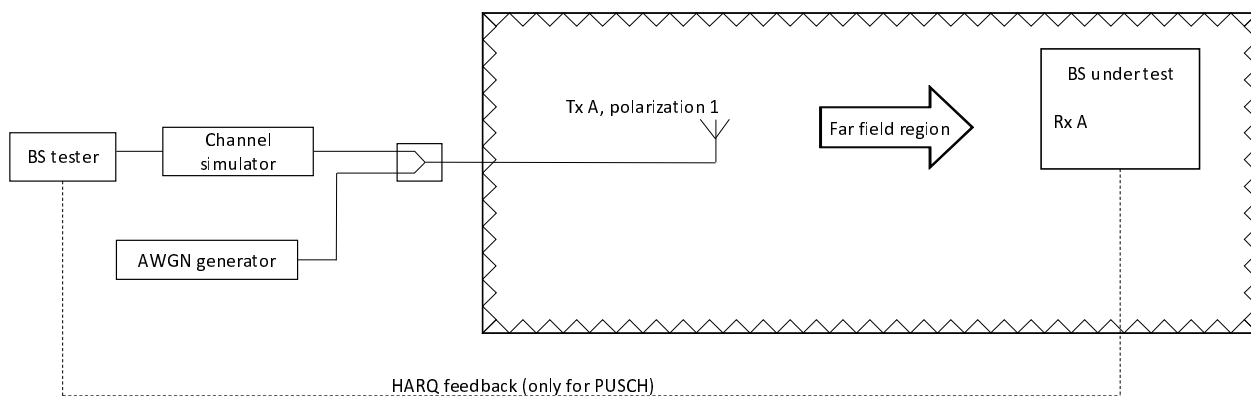 Tx A, polarization 1
BS under test
Rx A
Far field region
BS tester
Channel
simulator
AWGN generator
HARQ feedback (only for PUSCH)